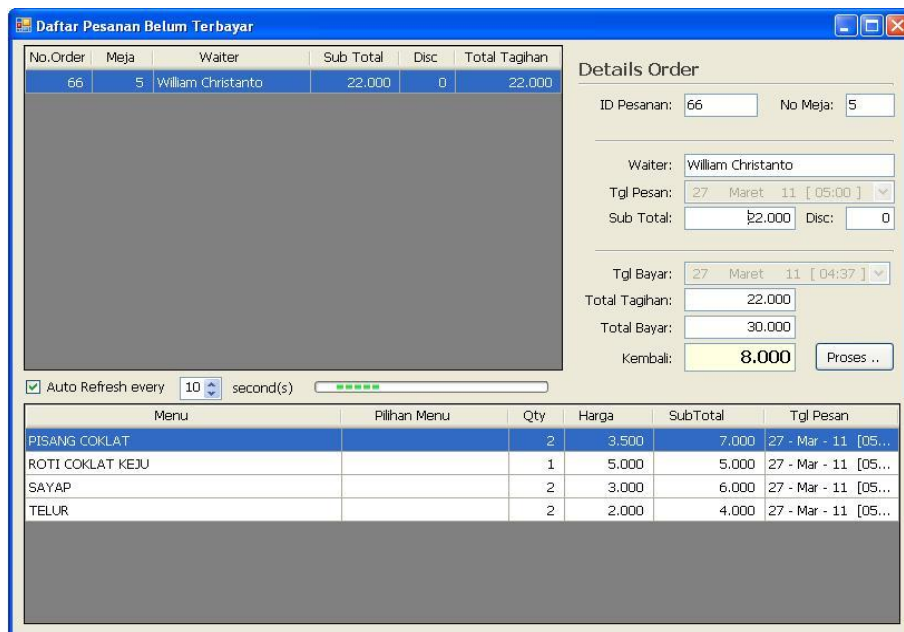 Daftar Pesanan Belum Terbayar
No.Order Meja Waiter Sub Total Disc Total Tagihan
66 5 William Christanto 22.000 0 22.000
Details Order
ID Pesanan: 66 No Meja: 5
Waiter: William Christanto
Tgl Pesan: 27 Maret 11 [ 05:00 ]
Sub Total: 22.000 Disc: 0
Tgl Bayar: 27 Maret 11 [ 04:37 ]
Total Tagihan: 22.000
Total Bayar: 30.000
Kembali: 8.000 Proses ..
Auto Refresh every 10 second(s)
Menu Pilihan Menu Qty Harga SubTotal Tgl Pesan
PISANG COKLAT 2 3.500 7.000 27 - Mar - 11 [05...
ROTI COKLAT KEJU 1 5.000 5.000 27 - Mar - 11 [05...
SAYAP 2 3.000 6.000 27 - Mar - 11 [05...
TELUR 2 2.000 4.000 27 - Mar - 11 [05...